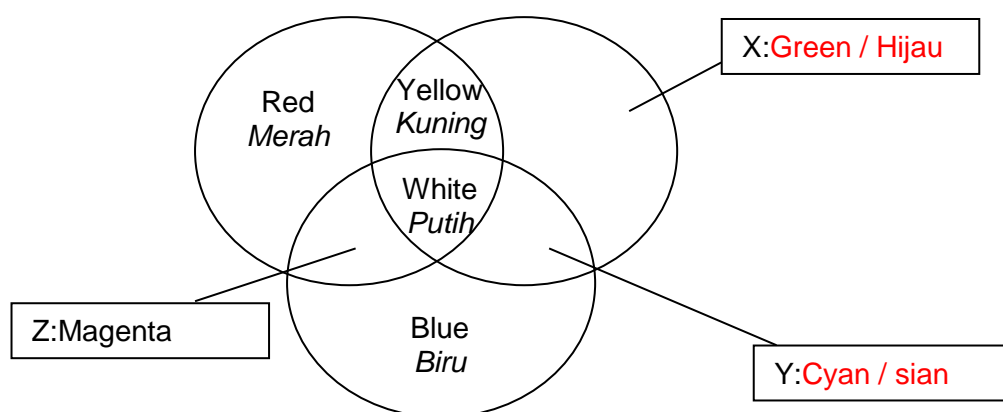 X:Green / Hijau
Red
Merah
Yellow
Kuning
White
Putih
Z:Magenta
Blue
Biru
Y:Cyan / sian